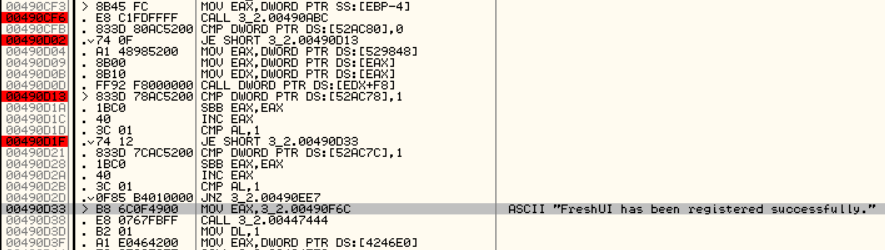 00490CF3 > 8B45 FC MOV EAX,DWORD PTR SS:[EBP-4]
00490CF6 . E8 C1FDFFFF CALL 3_2.00490ABC
00490CFB . 833D 80AC5200 CMP DWORD PTR DS:[52AC80],0
00490D02 .v74 0F JE SHORT 3_2.00490D13
00490D04 . A1 48985200 MOV EAX,DWORD PTR DS:[529848]
00490D09 . 8B00 MOV EAX,DWORD PTR DS:[EAX]
00490D0B . 8B10 MOV EDX,DWORD PTR DS:[EAX]
00490D0D . FF92 F8000000 CALL DWORD PTR DS:[EDX+F8]
00490D13 > 833D 78AC5200 CMP DWORD PTR DS:[52AC78],1
00490D1A . 1BC0 SBB EAX,EAX
00490D1C . 40 INC EAX
00490D1D . 3C 01 CMP AL,1
00490D1F .v74 12 JE SHORT 3_2.00490D33
00490D21 . 833D 7CAC5200 CMP DWORD PTR DS:[52AC7C],1
00490D28 . 1BC0 SBB EAX,EAX
00490D2A . 40 INC EAX
00490D2B . 3C 01 CMP AL,1
00490D2D .v0F85 B4010000 JNZ 3_2.00490EE7
00490D33 > B8 6C0F4900 MOV EAX,3_2.00490F6C ASCII "FreshUI has been registered successfully."
00490D38 . E8 0767FBFF CALL 3_2.00447444
00490D3D . B2 01 MOV DL,1
00490D3F . A1 E0464200 MOV EAX,DWORD PTR DS:[4246E0]